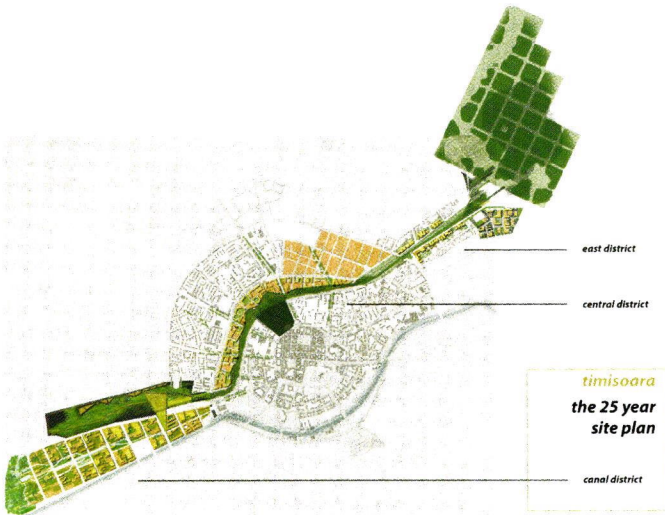 east district
central district
timisoara
the 25 year
site plan
canal district